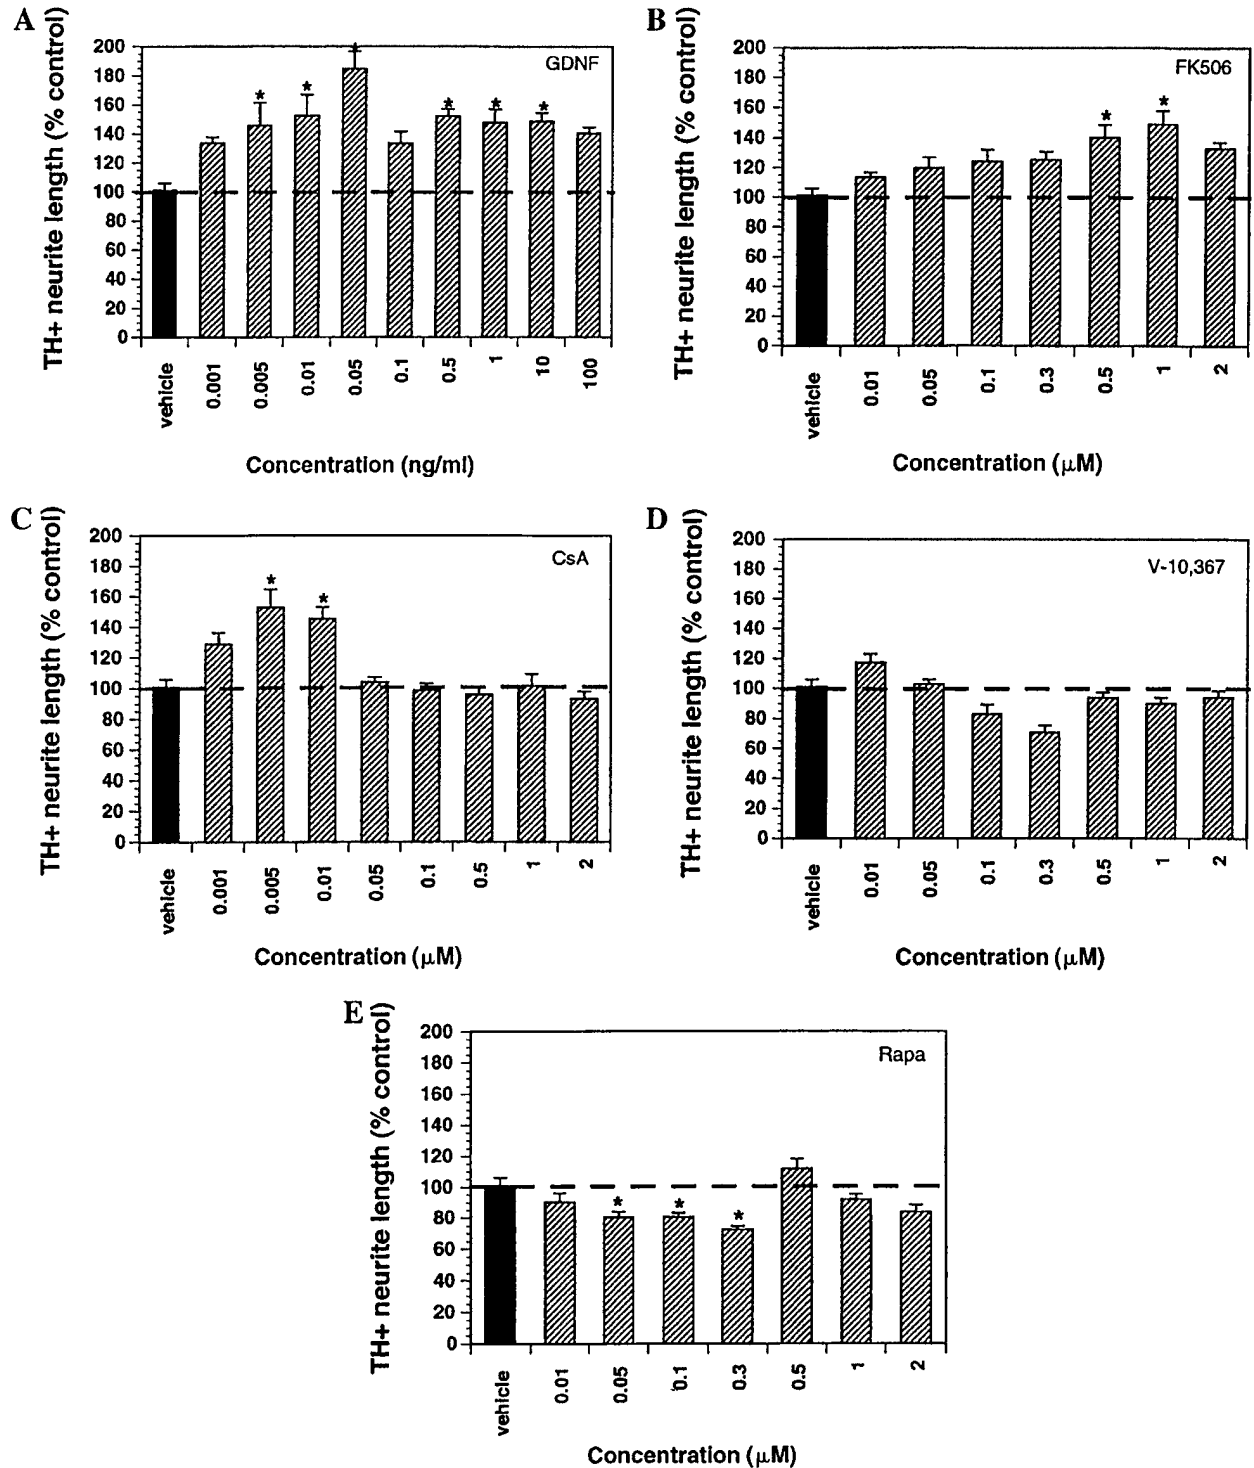 A
TH+ neurite length (% control)
200
180
160
140
120
100
80
60
40
20
0
GDNF
* * * * * *
*
vehicle 0.001 0.005 0.01 0.05 0.1 0.5 1 10 100
Concentration (ng/ml)
B
TH+ neurite length (% control)
200
180
160
140
120
100
80
60
40
20
0
FK506
* *
vehicle 0.01 0.05 0.1 0.3 0.5 1 2
Concentration (μM)
C
TH+ neurite length (% control)
200
180
160
140
120
100
80
60
40
20
0
CsA
* *
vehicle 0.001 0.005 0.01 0.05 0.1 0.5 1 2
Concentration (μM)
D
TH+ neurite length (% control)
200
180
160
140
120
100
80
60
40
20
0
V-10,367
vehicle 0.01 0.05 0.1 0.3 0.5 1 2
Concentration (μM)
E
TH+ neurite length (% control)
200
180
160
140
120
100
80
60
40
20
0
Rapa
* * *
vehicle 0.01 0.05 0.1 0.3 0.5 1 2
Concentration (μM)